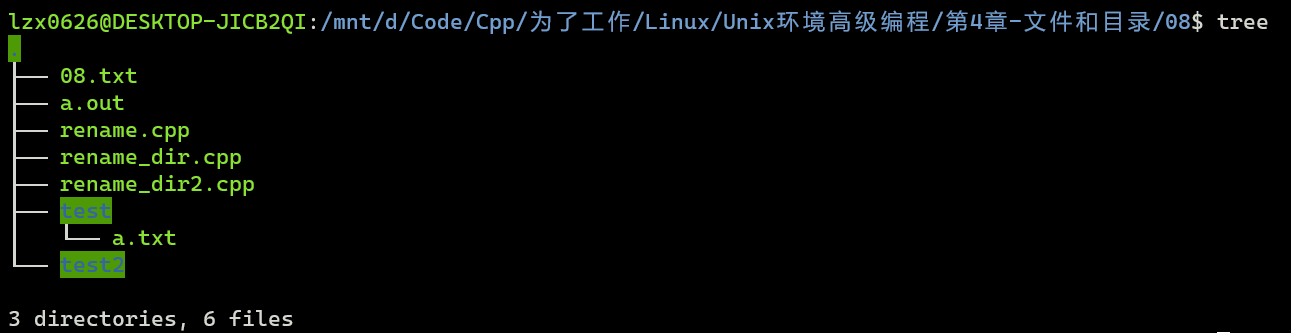 lzx0626@DESKTOP-JICB2QI:/mnt/d/Code/Cpp/为了工作/Linux/Unix环境高级编程/第4章-文件和目录/08$ tree
.
├── 08.txt
├── a.out
├── rename.cpp
├── rename_dir.cpp
├── rename_dir2.cpp
├── test
│   └── a.txt
└── test2
3 directories, 6 files